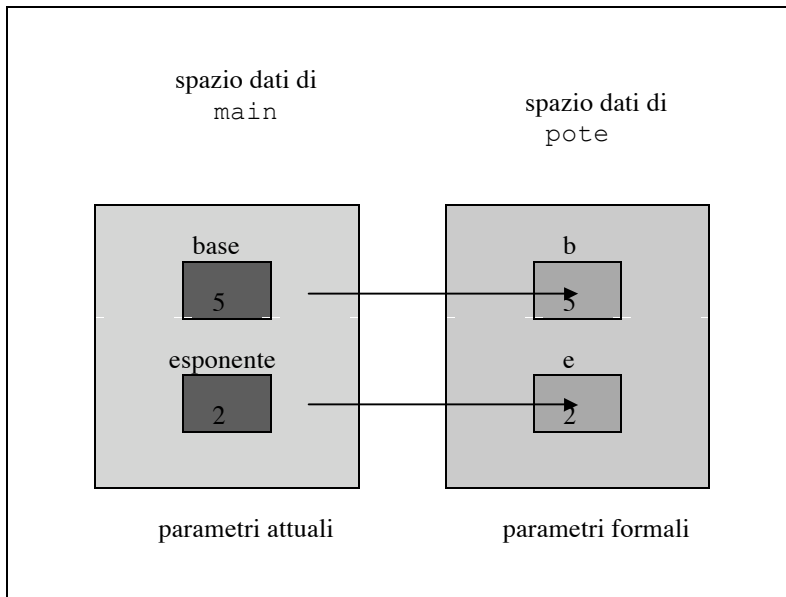 spazio dati di
main
spazio dati di
pote
base
5
esponente
2
b
5
e
2
parametri attuali
parametri formali